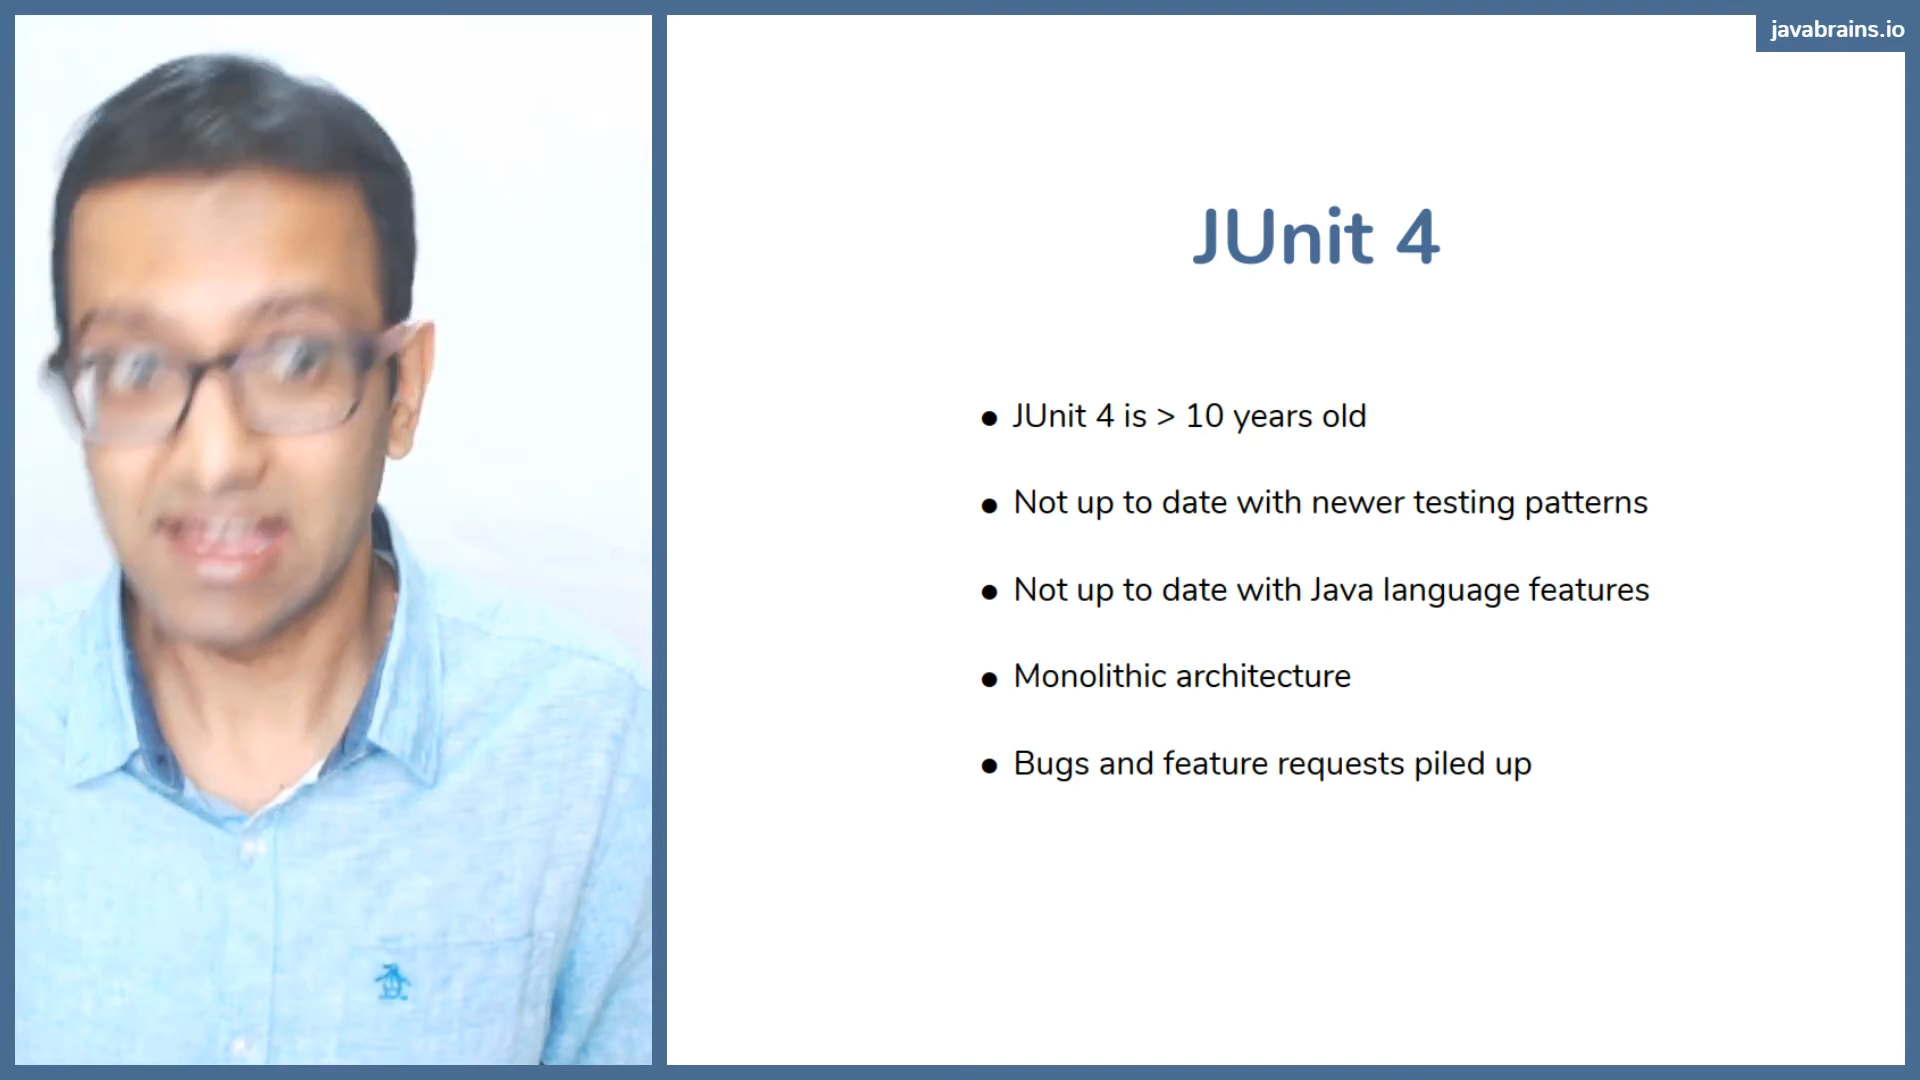 javabrains.io
JUnit 4
● JUnit 4 is > 10 years old
● Not up to date with newer testing patterns
● Not up to date with Java language features
● Monolithic architecture
● Bugs and feature requests piled up